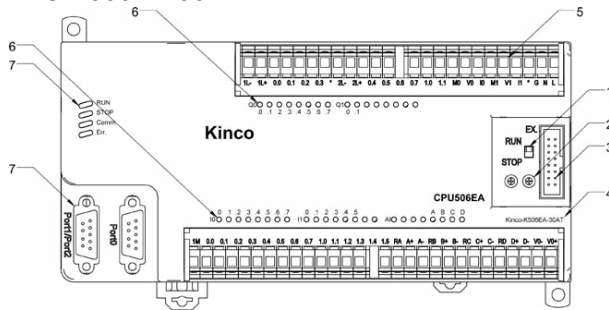 6
5
1L- 1L+ 0.0 0.1 0.2 0.3 * 2L- 2L+ 0.4 0.5 0.6 0.7 1.0 1.1 M0 V0 I0 M1 V1 I1 * G N L
6
7
RUN
STOP
Comm
Err.
Q0 Q1
.0 .1 .2 .3 .4 .5 .6 .7 .0 .1
Kinco
EX.
RUN
STOP
1
2
3
4
7
CPU506EA
Kinco-K506EA-30AT
Port1/Port2
Port0
0 1 2 3 4 5 6 7 0 1 2 3 4 5 A B C D
I0 I1 AI
1M 0.0 0.1 0.2 0.3 0.4 0.5 0.6 0.7 1.0 1.1 1.2 1.3 1.4 1.5 RA A+ A- RB B+ B- RC C+ C- RD D+ D- V0- V0+